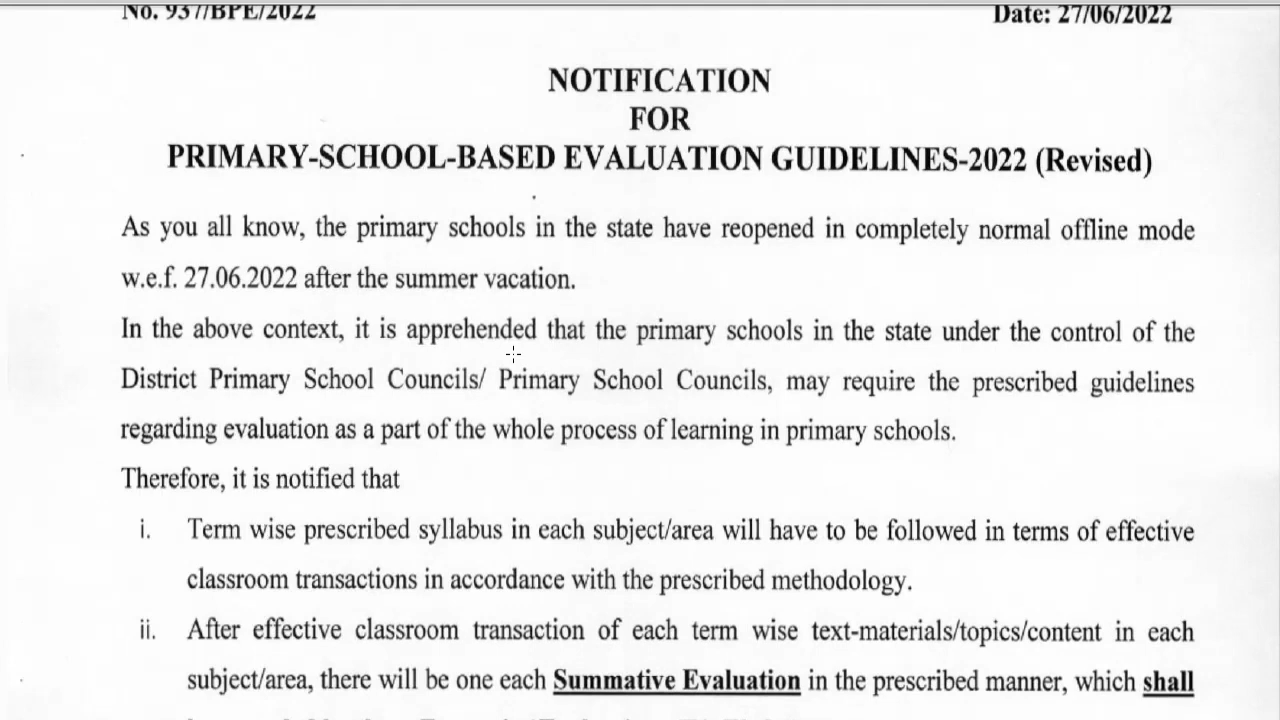 No. 937/BPE/2022 Date: 27/06/2022
NOTIFICATION
FOR
PRIMARY-SCHOOL-BASED EVALUATION GUIDELINES-2022 (Revised)
As you all know, the primary schools in the state have reopened in completely normal offline mode
w.e.f. 27.06.2022 after the summer vacation.
In the above context, it is apprehended that the primary schools in the state under the control of the
District Primary School Councils/ Primary School Councils, may require the prescribed guidelines
regarding evaluation as a part of the whole process of learning in primary schools.
Therefore, it is notified that
i. Term wise prescribed syllabus in each subject/area will have to be followed in terms of effective
classroom transactions in accordance with the prescribed methodology.
ii. After effective classroom transaction of each term wise text-materials/topics/content in each
subject/area, there will be one each Summative Evaluation in the prescribed manner, which shall